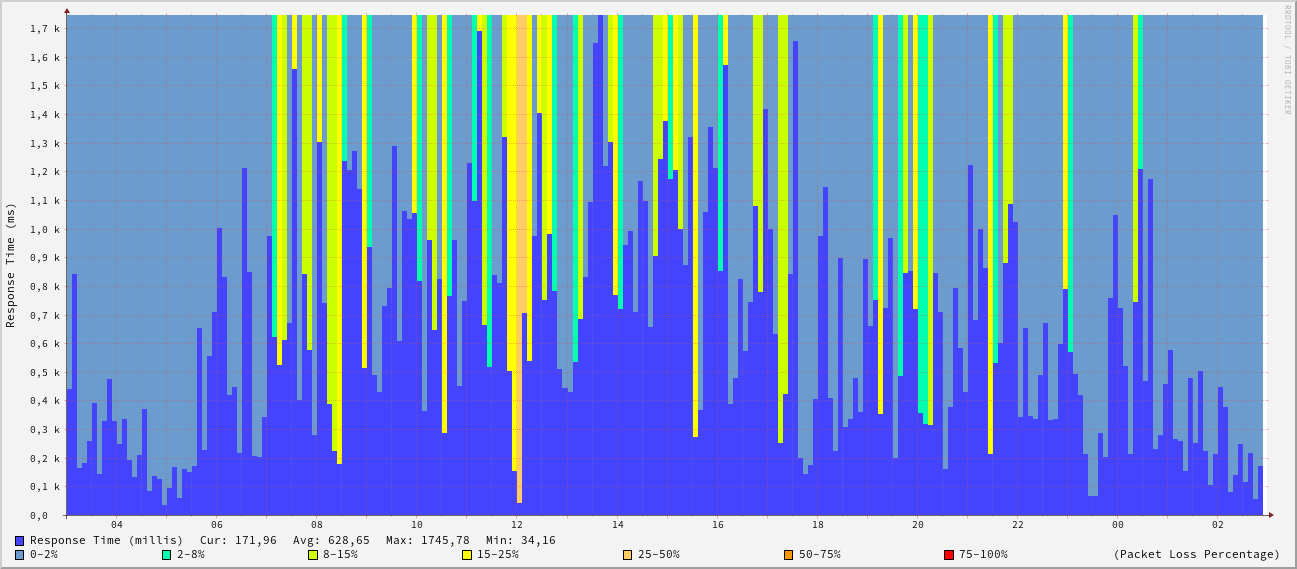 RRDTOOL / TOBI OETIKER
Response Time (ms)
1,7 k
1,6 k
1,5 k
1,4 k
1,3 k
1,2 k
1,1 k
1,0 k
0,9 k
0,8 k
0,7 k
0,6 k
0,5 k
0,4 k
0,3 k
0,2 k
0,1 k
0,0
04 06 08 10 12 14 16 18 20 22 00 02
Response Time (millis) Cur: 171,96 Avg: 628,65 Max: 1745,78 Min: 34,16
0-2% 2-8% 8-15% 15-25% 25-50% 50-75% 75-100% (Packet Loss Percentage)